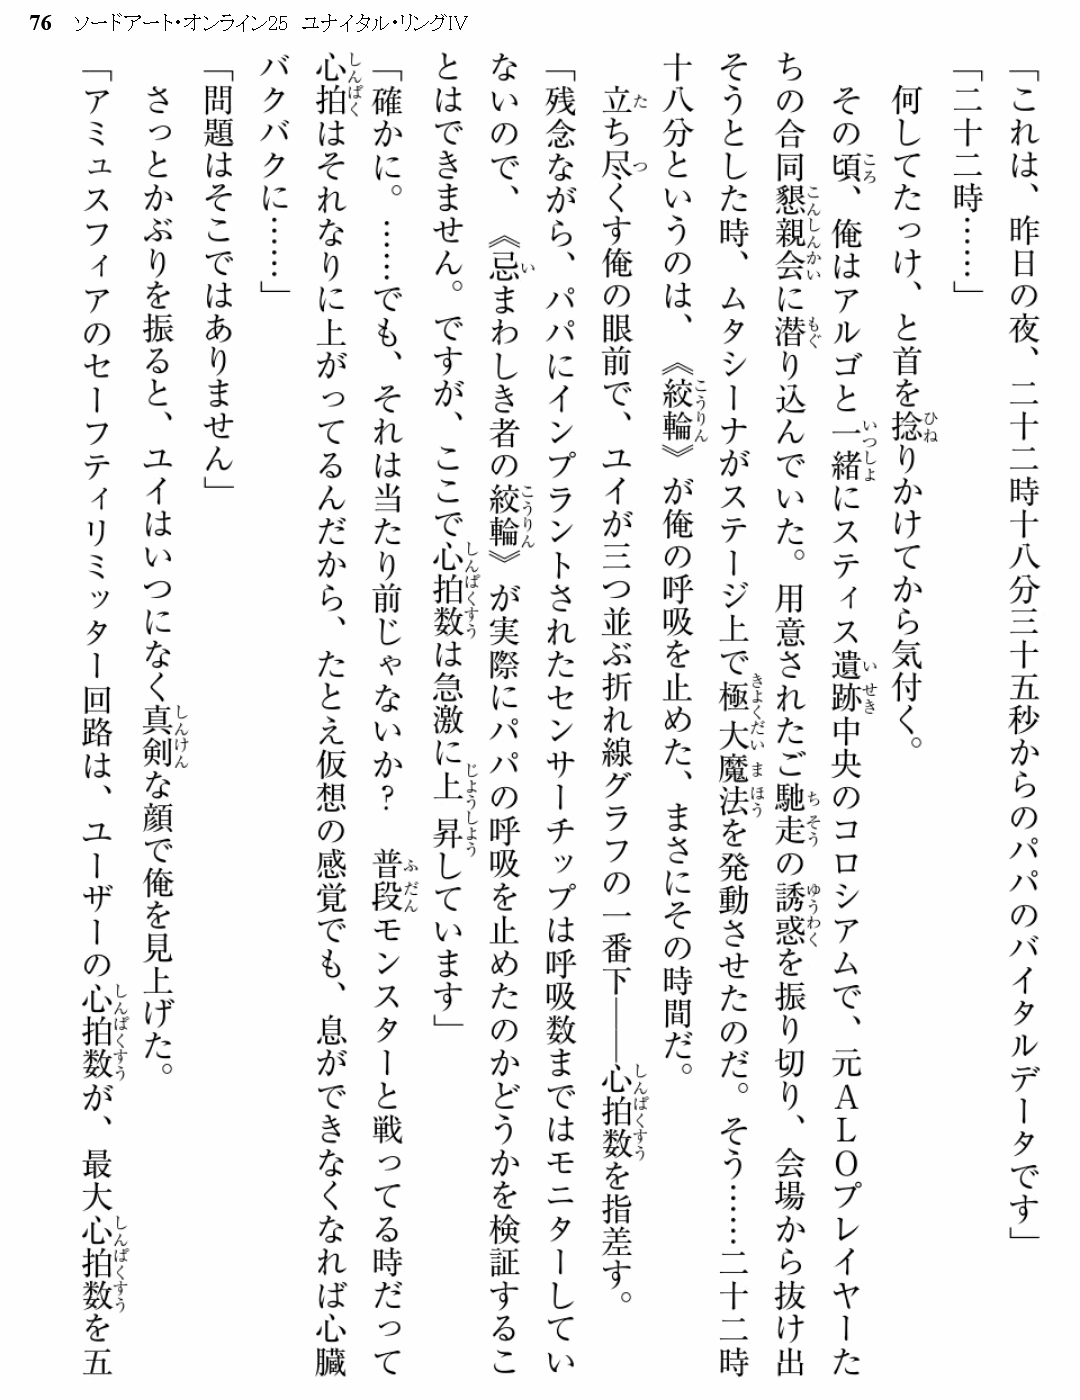 76 ソードアート・オンライン25 ユナイタル・リングⅣ
「これは、昨日の夜、二十二時十八分三十五秒からのパパのバイタルデータです」
「二十二時……」
何してたっけ、と首を捻りかけてから気付く。
その頃、俺はアルゴと一緒にスティス遺跡中央のコロシアムで、元ＡＬＯプレイヤーた
ちの合同懇親会に潜り込んでいた。用意されたご馳走の誘惑を振り切り、会場から抜け出
そうとした時、ムタシーナがステージ上で極大魔法を発動させたのだ。そう……二十二時
十八分というのは、《絞輪》が俺の呼吸を止めた、まさにその時間だ。
立ち尽くす俺の眼前で、ユイが三つ並ぶ折れ線グラフの一番下――心拍数を指差す。
「残念ながら、パパにインプラントされたセンサーチップは呼吸数まではモニターしてい
ないので、《忌まわしき者の絞輪》が実際にパパの呼吸を止めたのかどうかを検証するこ
とはできません。ですが、ここで心拍数は急激に上昇しています」
「確かに。……でも、それは当たり前じゃないか？　普段モンスターと戦ってる時だって
心拍はそれなりに上がってるんだから、たとえ仮想の感覚でも、息ができなくなれば心臓
バクバクに……」
「問題はそこではありません」
さっとかぶりを振ると、ユイはいつになく真剣な顔で俺を見上げた。
「アミュスフィアのセーフティリミッター回路は、ユーザーの心拍数が、最大心拍数を五